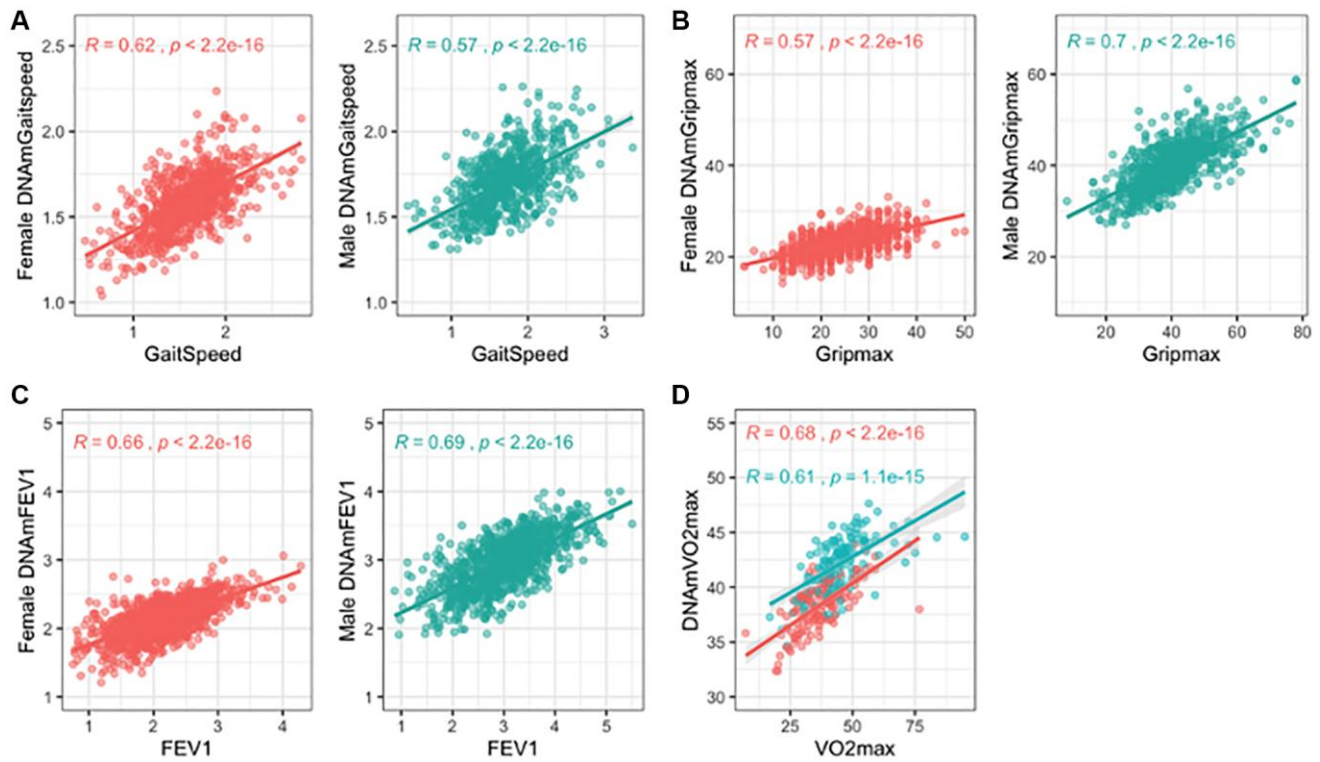 A
R = 0.62 , p < 2.2e-16
2.5
2.0
1.5
1.0
Female DNAmGaitspeed
1 2
GaitSpeed
R = 0.57 , p < 2.2e-16
2.5
2.0
1.5
1.0
Male DNAmGaitspeed
1 2 3
GaitSpeed
B
R = 0.57 , p < 2.2e-16
60
40
20
Female DNAmGripmax
10 20 30 40 50
Gripmax
R = 0.7 , p < 2.2e-16
60
40
20
Male DNAmGripmax
20 40 60 80
Gripmax
C
R = 0.66 , p < 2.2e-16
5
4
3
2
1
Female DNAmFEV1
1 2 3 4
FEV1
R = 0.69 , p < 2.2e-16
5
4
3
2
1
Male DNAmFEV1
1 2 3 4 5
FEV1
D
R = 0.68 , p < 2.2e-16
R = 0.61 , p = 1.1e-15
55
50
45
40
35
30
DNAmVO2max
25 50 75
VO2max